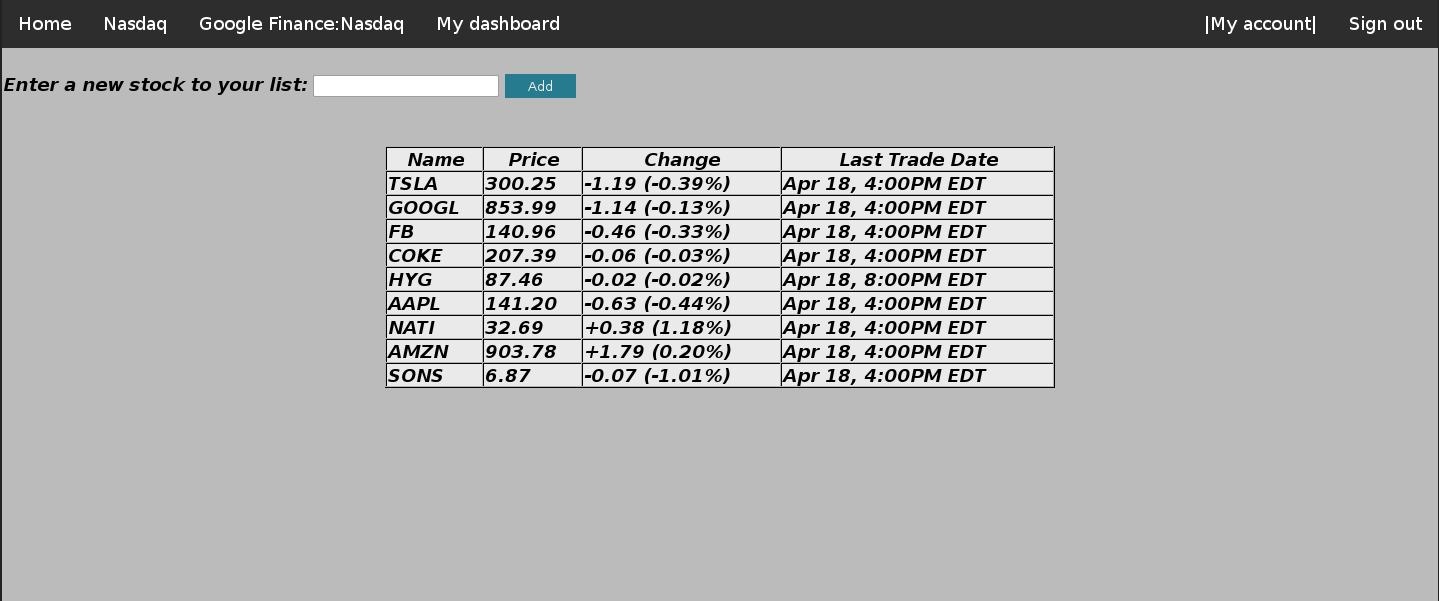 Home Nasdaq Google Finance:Nasdaq My dashboard |My account| Sign out
Enter a new stock to your list: Add
Name Price Change Last Trade Date
TSLA 300.25 -1.19 (-0.39%) Apr 18, 4:00PM EDT
GOOGL 853.99 -1.14 (-0.13%) Apr 18, 4:00PM EDT
FB 140.96 -0.46 (-0.33%) Apr 18, 4:00PM EDT
COKE 207.39 -0.06 (-0.03%) Apr 18, 4:00PM EDT
HYG 87.46 -0.02 (-0.02%) Apr 18, 8:00PM EDT
AAPL 141.20 -0.63 (-0.44%) Apr 18, 4:00PM EDT
NATI 32.69 +0.38 (1.18%) Apr 18, 4:00PM EDT
AMZN 903.78 +1.79 (0.20%) Apr 18, 4:00PM EDT
SONS 6.87 -0.07 (-1.01%) Apr 18, 4:00PM EDT